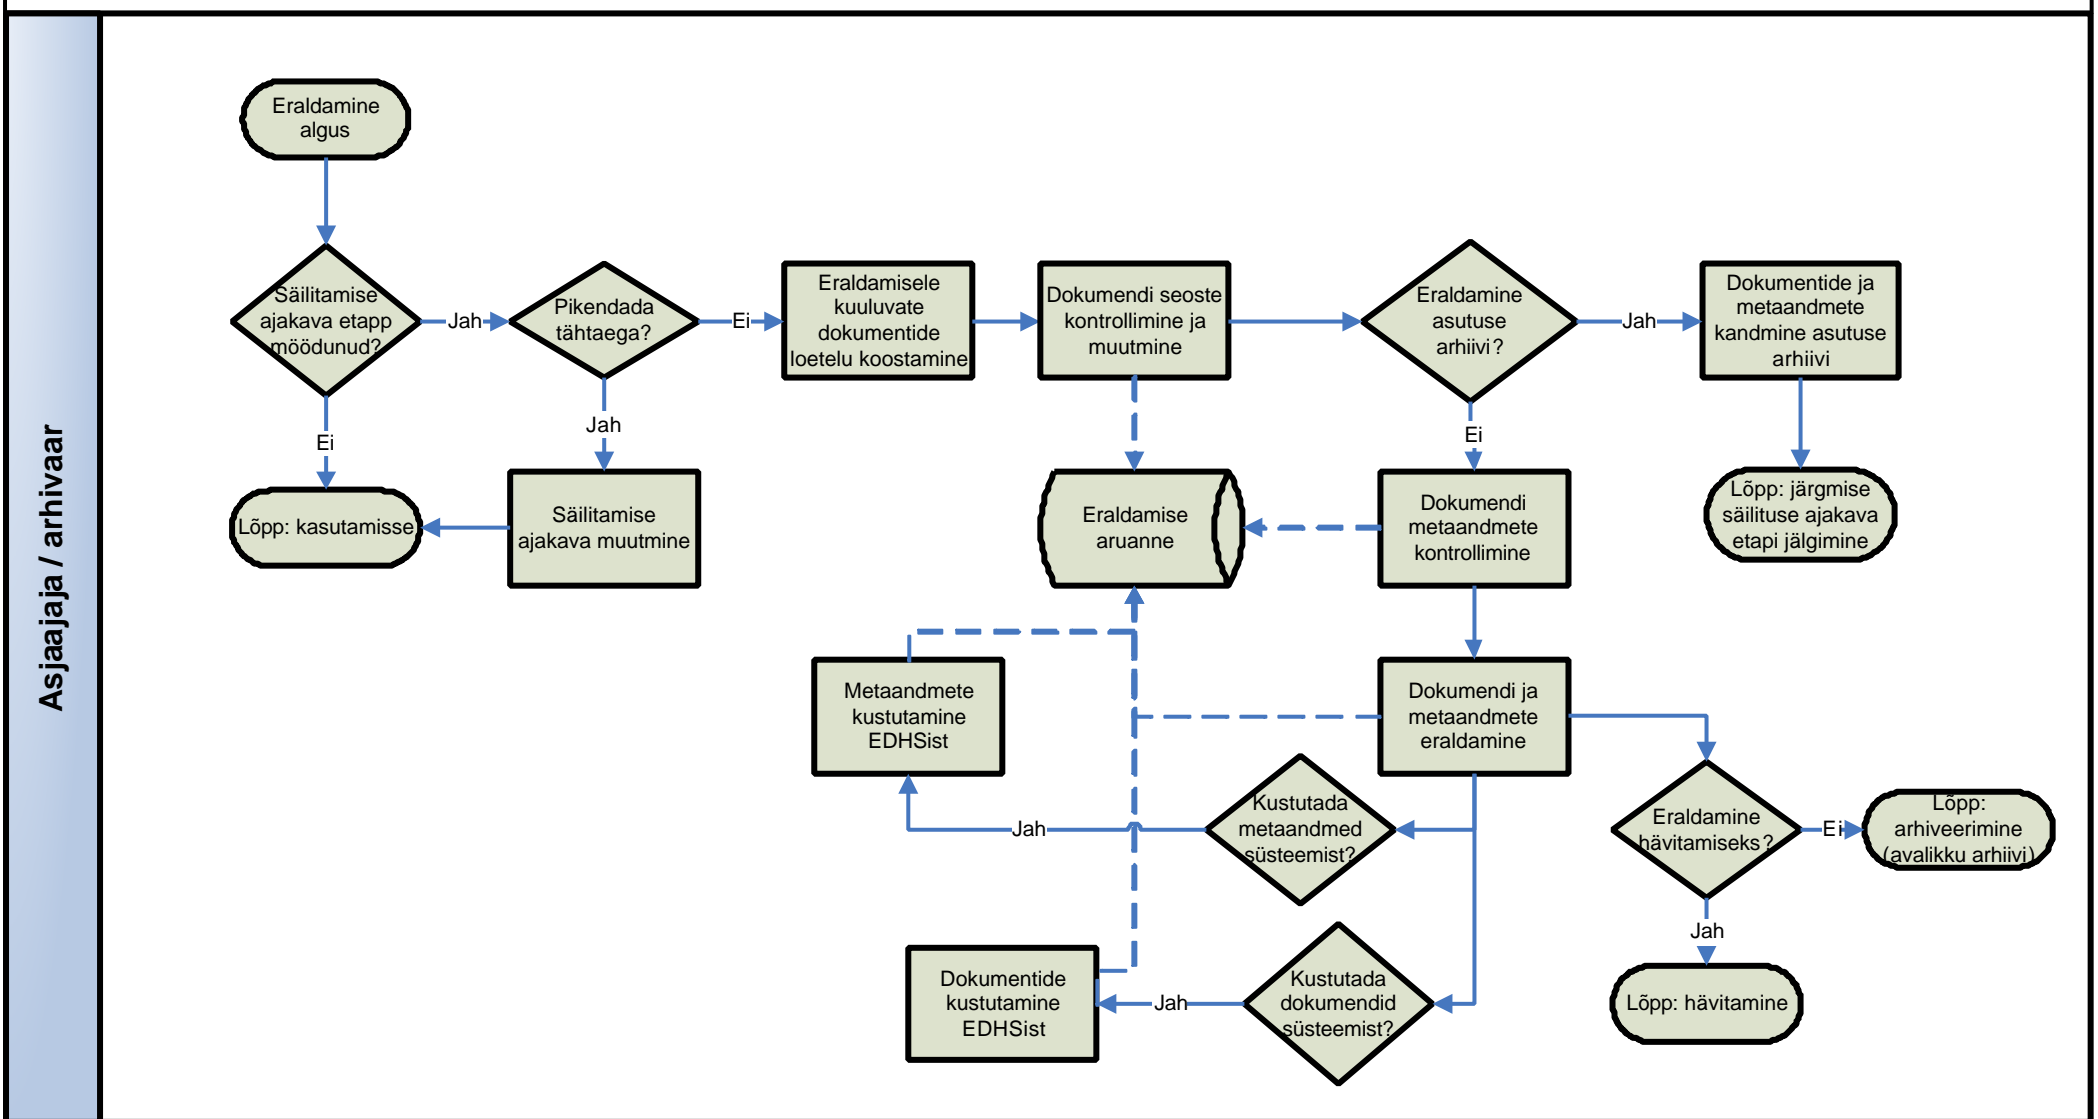 Asjaajaja / arhivaar
Eraldamine
algus
Säilitamise
ajakava etapp
möödunud?
Jah
Pikendada
tähtaega?
Ei
Eraldamisele
kuuluvate
dokumentide
loetelu koostamine
Dokumendi seoste
kontrollimine ja
muutmine
Eraldamine
asutuse
arhiivi?
Jah
Dokumentide ja
metaandmete
kandmine asutuse
arhiivi
Ei
Jah
Ei
Lõpp: kasutamisse
Säilitamise
ajakava muutmine
Eraldamise
aruanne
Dokumendi
metaandmete
kontrollimine
Lõpp: järgmise
säilituse ajakava
etapi jälgimine
Metaandmete
kustutamine
EDHSist
Dokumendi ja
metaandmete
eraldamine
Jah
Kustutada
metaandmed
süsteemist?
Eraldamine
hävitamiseks?
Ei
Lõpp:
arhiveerimine
(avalikku arhiivi)
Jah
Dokumentide
kustutamine
EDHSist
Jah
Kustutada
dokumendid
süsteemist?
Lõpp: hävitamine